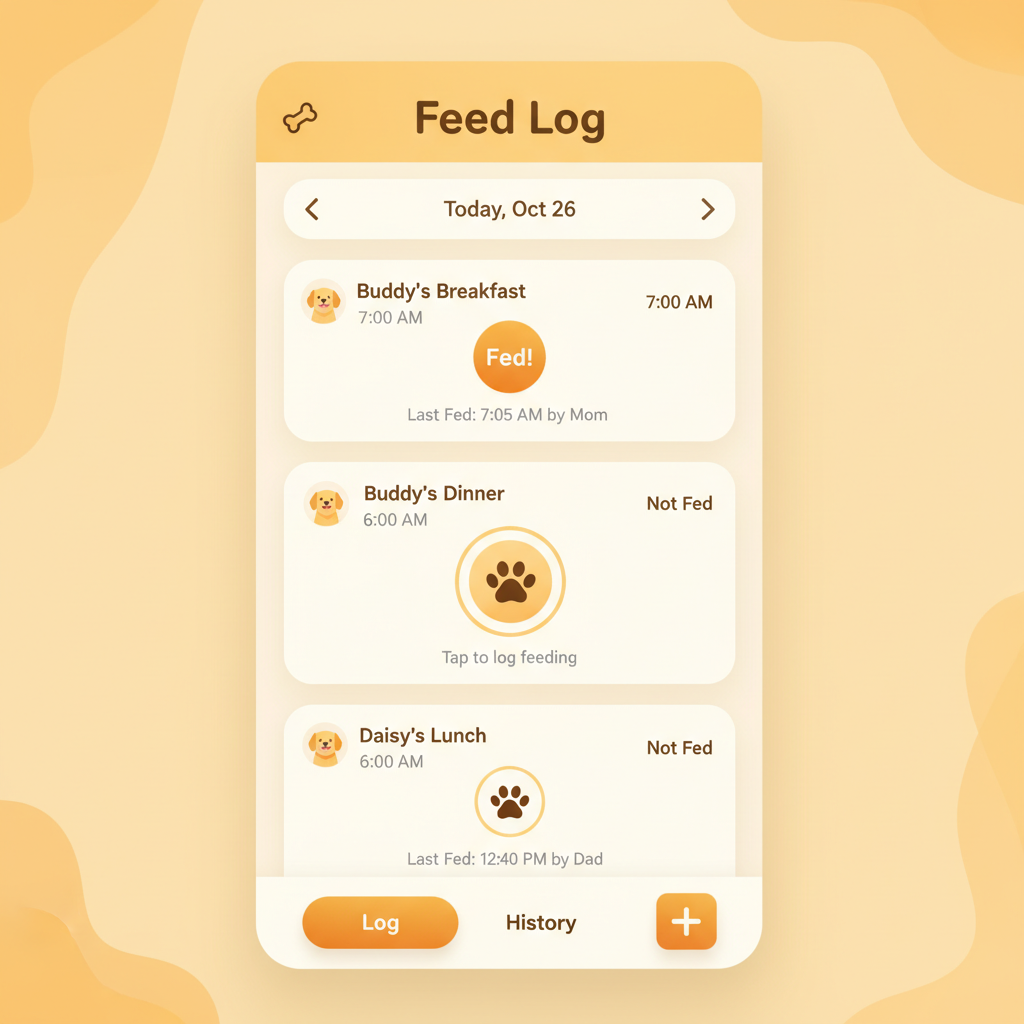 Feed Log
Today, Oct 26
Buddy's Breakfast
7:00 AM
7:00 AM
Fed!
Last Fed: 7:05 AM by Mom
Buddy's Dinner
6:00 AM
Not Fed
Tap to log feeding
Daisy's Lunch
6:00 AM
Not Fed
Last Fed: 12:40 PM by Dad
Log
History